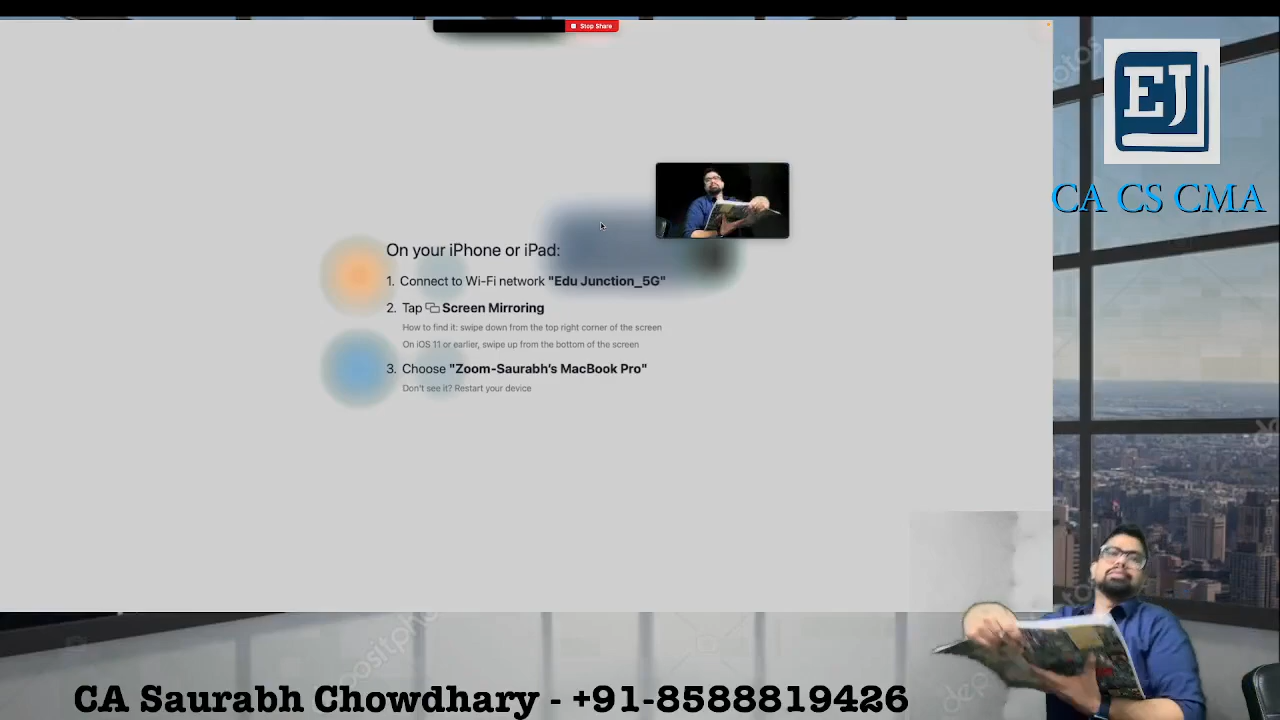 Stop Share
EJ
CA CS CMA
On your iPhone or iPad:
1. Connect to Wi-Fi network "Edu Junction_5G"
2. Tap Screen Mirroring
How to find it: swipe down from the top right corner of the screen
On iOS 11 or earlier, swipe up from the bottom of the screen
3. Choose "Zoom-Saurabh's MacBook Pro"
Don't see it? Restart your device
CA Saurabh Chowdhary - +91-8588819426